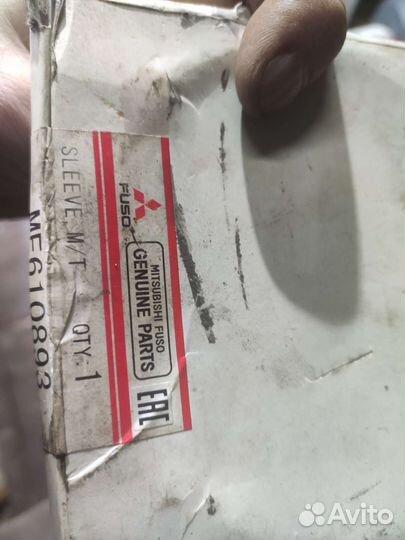 SLEEVE, M/T
QTY: 1
ME610893
FUSO
MITSUBISHI FUSO
GENUINE PARTS
EAC
Avito